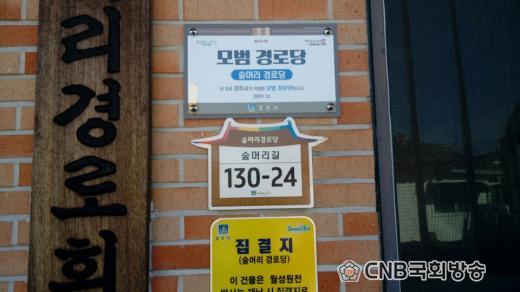 리경로회
모범 경로당
숲머리 경로당
경주시
숲머리경로당
숲머리길
130-24
집결지
(숲머리 경로당)
이 건물은 월성원전
CNB국회방송